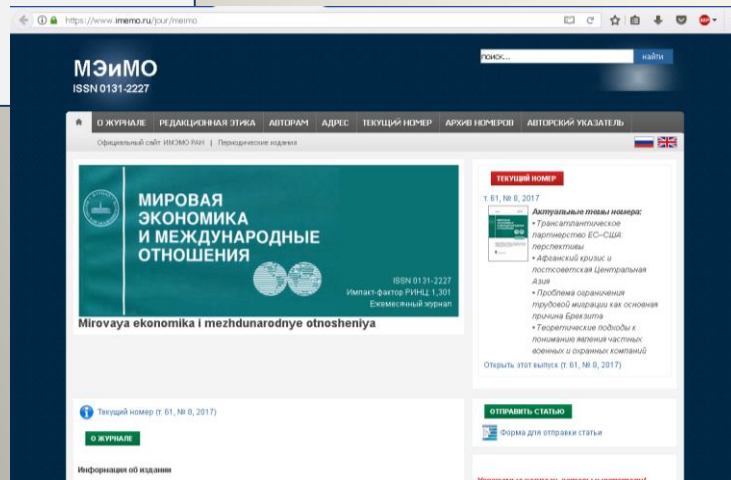 https://www.imemo.ru/jour/meimo
МЭиМО
ISSN 0131-2227
поиск...
найти
О ЖУРНАЛЕ РЕДАКЦИОННАЯ ЭТИКА АВТОРАМ АДРЕС ТЕКУЩИЙ НОМЕР АРХИВ НОМЕРОВ АВТОРСКИЙ УКАЗАТЕЛЬ
Официальный сайт ИМЭМО РАН | Периодические издания
МИРОВАЯ
ЭКОНОМИКА
И МЕЖДУНАРОДНЫЕ
ОТНОШЕНИЯ
ISSN 0131-2227
Импакт-фактор РИНЦ: 1,301
Ежемесячный журнал
Mirovaya ekonomika i mezhdunarodnye otnosheniya
ТЕКУЩИЙ НОМЕР
т. 61, № 8, 2017
Актуальные темы номера:
• Трансатлантическое
партнерство ЕС–США:
перспективы
• Афганский кризис и
постсоветская Центральная
Азия
• Проблема ограничения
трудовой миграции как основная
причина Брекзита
• Теоретические подходы к
пониманию явления частных
военных и охранных компаний
Открыть этот выпуск (т. 61, № 8, 2017)
Текущий номер (т. 61, № 8, 2017)
О ЖУРНАЛЕ
Информация об издании
ОТПРАВИТЬ СТАТЬЮ
Форма для отправки статьи